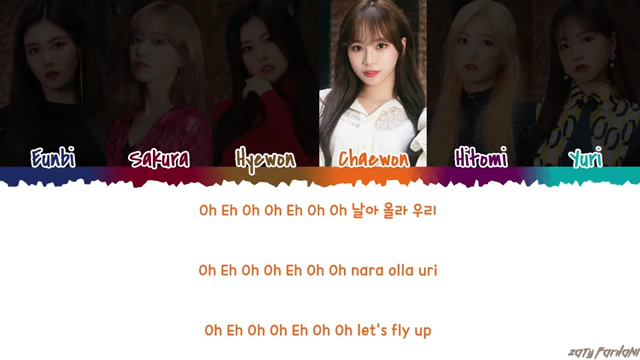 Eunbi Sakura Hyewon Chaewon Hitomi Yuri
Oh Eh Oh Oh Eh Oh Oh 날아 올라 우리
Oh Eh Oh Oh Eh Oh Oh nara olla uri
Oh Eh Oh Oh Eh Oh Oh let's fly up